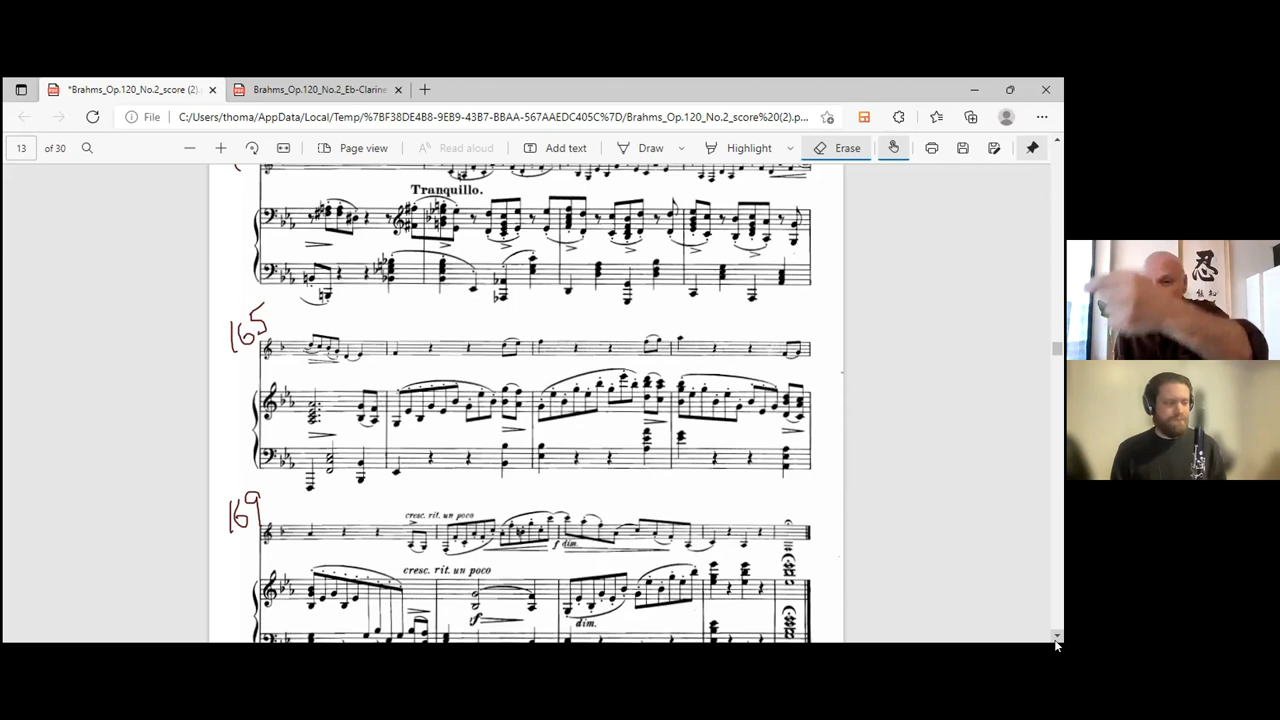 *Brahms_Op.120_No.2_score (2).p
Brahms_Op.120_No.2_Eb-Clarine
File C:/Users/thoma/AppData/Local/Temp/%7BF38DE4B8-9EB9-43B7-BBAA-567AAEDC405C%7D/Brahms_Op.120_No.2_score%20(2).p...
13 of 30 Page view Read aloud Add text Draw Highlight Erase
Tranquillo.
165
忍
169
cresc. rit. un poco
f dim.
cresc. rit. un poco
sf
dim.